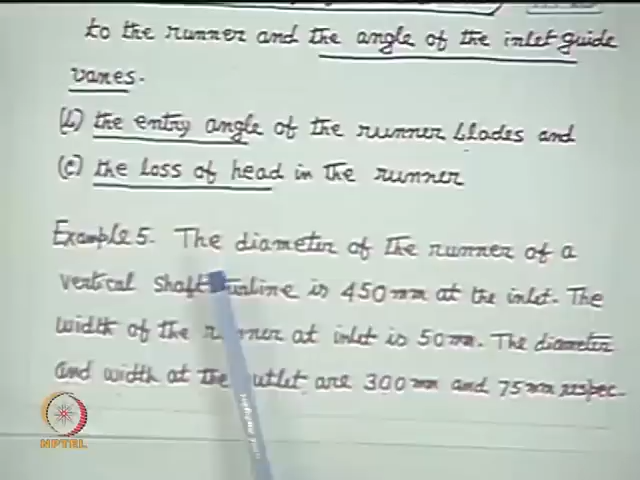 to the runner and the angle of the inlet guide
vanes.
(b) the entry angle of the runner blades and
(c) the loss of head in the runner
Example 5. The diameter of the runner of a
vertical shaft turbine is 450 mm at the inlet. The
width of the runner at inlet is 50 mm. The diameter
and width at the outlet are 300 mm and 75 mm respec-
NPTEL